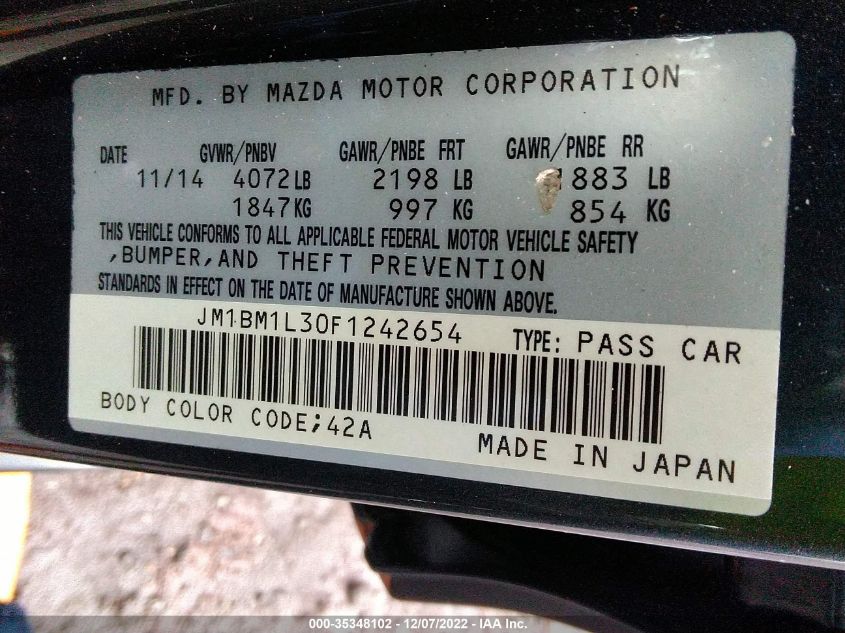 MFD. BY MAZDA MOTOR CORPORATION
DATE GVWR/PNBV GAWR/PNBE FRT GAWR/PNBE RR
11/14 4072LB 2198 LB 883 LB
1847KG 997 KG 854 KG
THIS VEHICLE CONFORMS TO ALL APPLICABLE FEDERAL MOTOR VEHICLE SAFETY
,BUMPER,AND THEFT PREVENTION
STANDARDS IN EFFECT ON THE DATE OF MANUFACTURE SHOWN ABOVE.
JM1BM1L30F1242654 TYPE: PASS CAR
BODY COLOR CODE;42A
MADE IN JAPAN
000-35348102 - 12/07/2022 - IAA Inc.